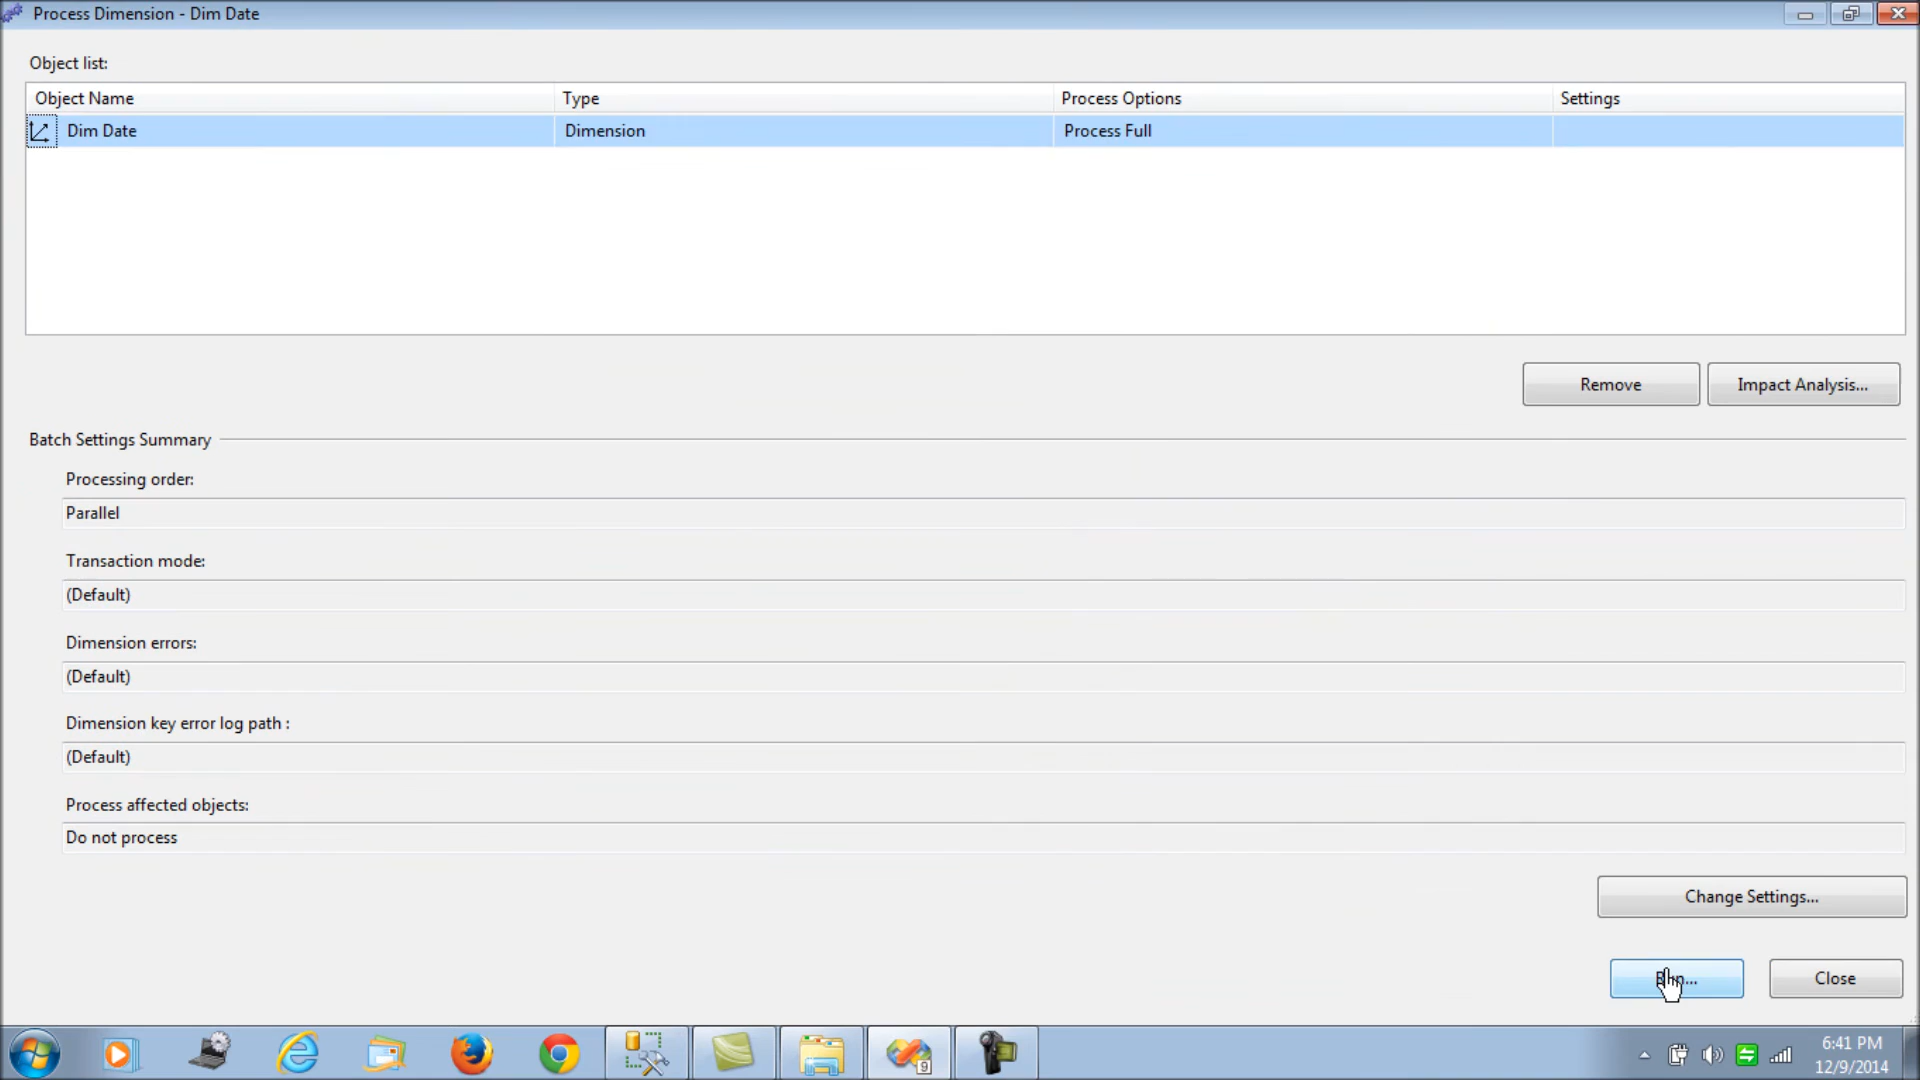 Process Dimension - Dim Date
Object list:
Object Name Type Process Options Settings
Dim Date Dimension Process Full
Remove Impact Analysis...
Batch Settings Summary
Processing order:
Parallel
Transaction mode:
(Default)
Dimension errors:
(Default)
Dimension key error log path :
(Default)
Process affected objects:
Do not process
Change Settings...
Close
9
6:41 PM
12/9/2014